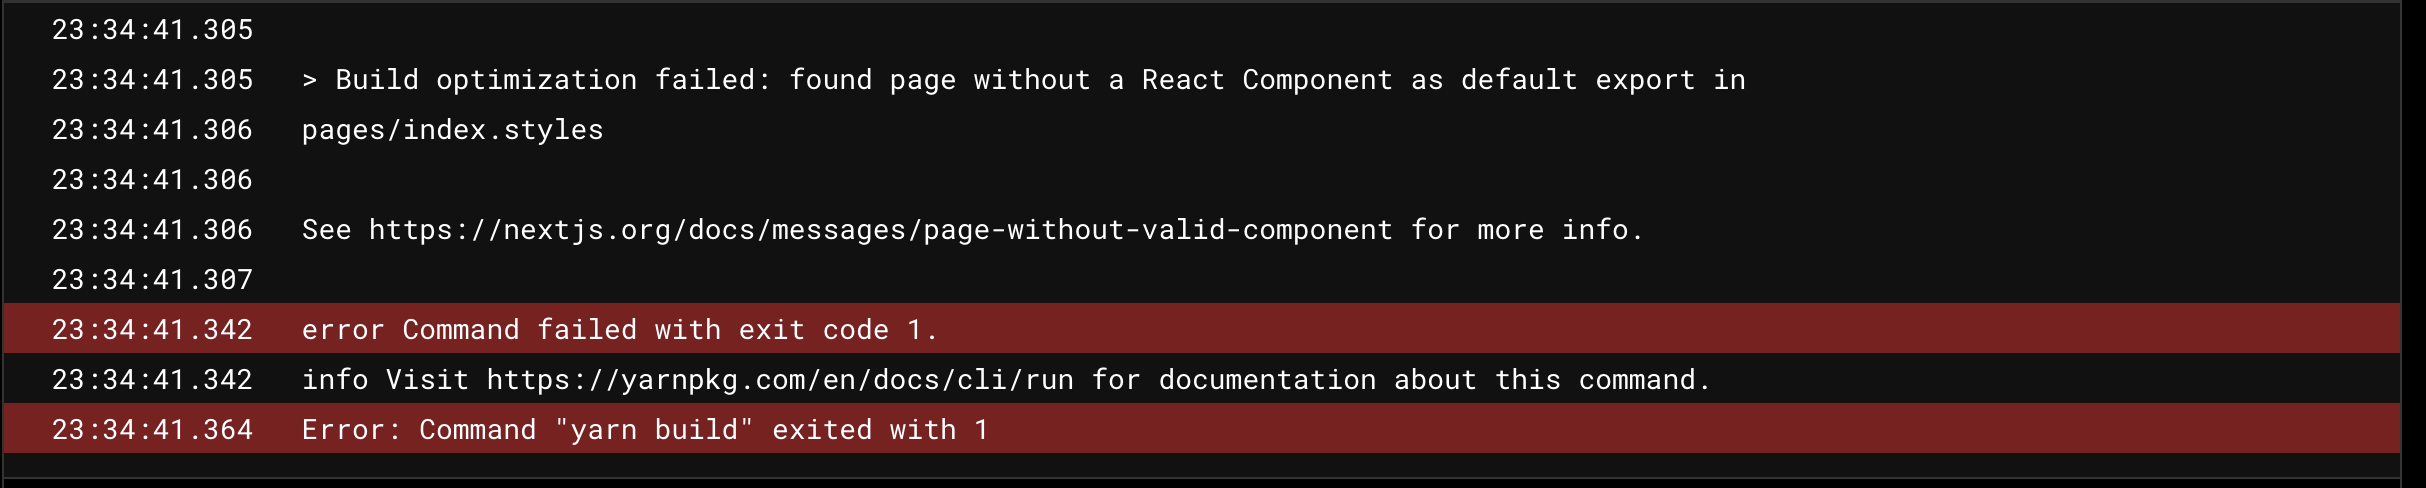 23:34:41.305
23:34:41.305 > Build optimization failed: found page without a React Component as default export in
23:34:41.306 pages/index.styles
23:34:41.306
23:34:41.306 See https://nextjs.org/docs/messages/page-without-valid-component for more info.
23:34:41.307
23:34:41.342 error Command failed with exit code 1.
23:34:41.342 info Visit https://yarnpkg.com/en/docs/cli/run for documentation about this command.
23:34:41.364 Error: Command "yarn build" exited with 1